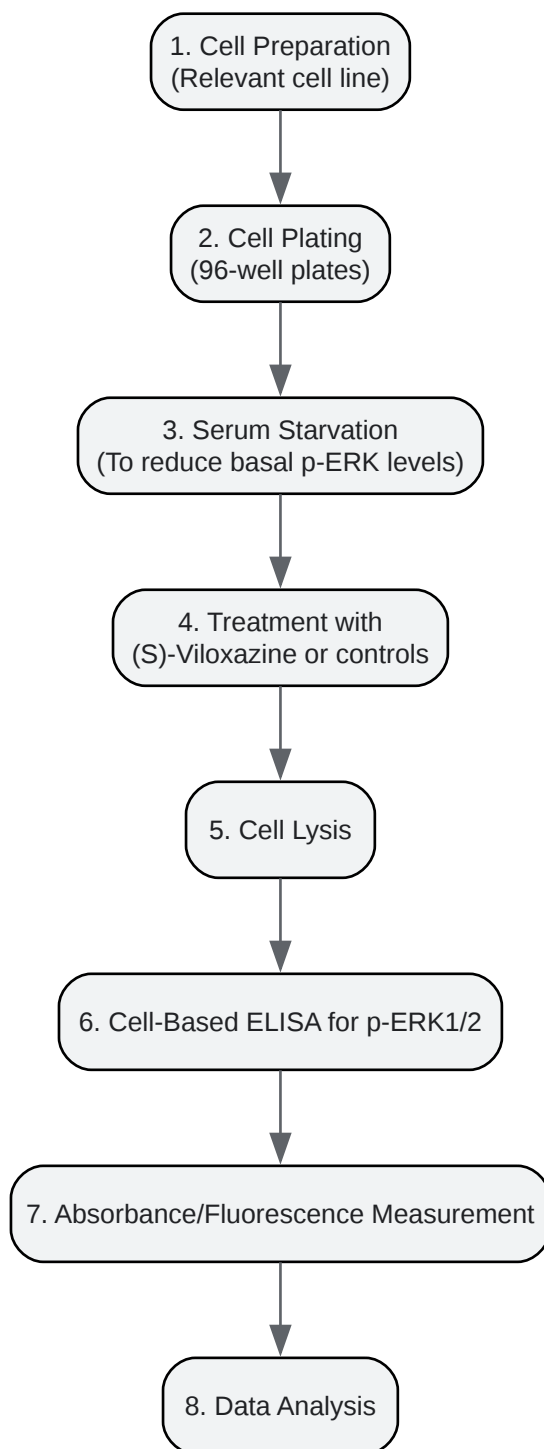 1. Cell Preparation
(Relevant cell line)
2. Cell Plating
(96-well plates)
3. Serum Starvation
(To reduce basal p-ERK levels)
4. Treatment with
(S)-Viloxazine or controls
5. Cell Lysis
6. Cell-Based ELISA for p-ERK1/2
7. Absorbance/Fluorescence Measurement
8. Data Analysis